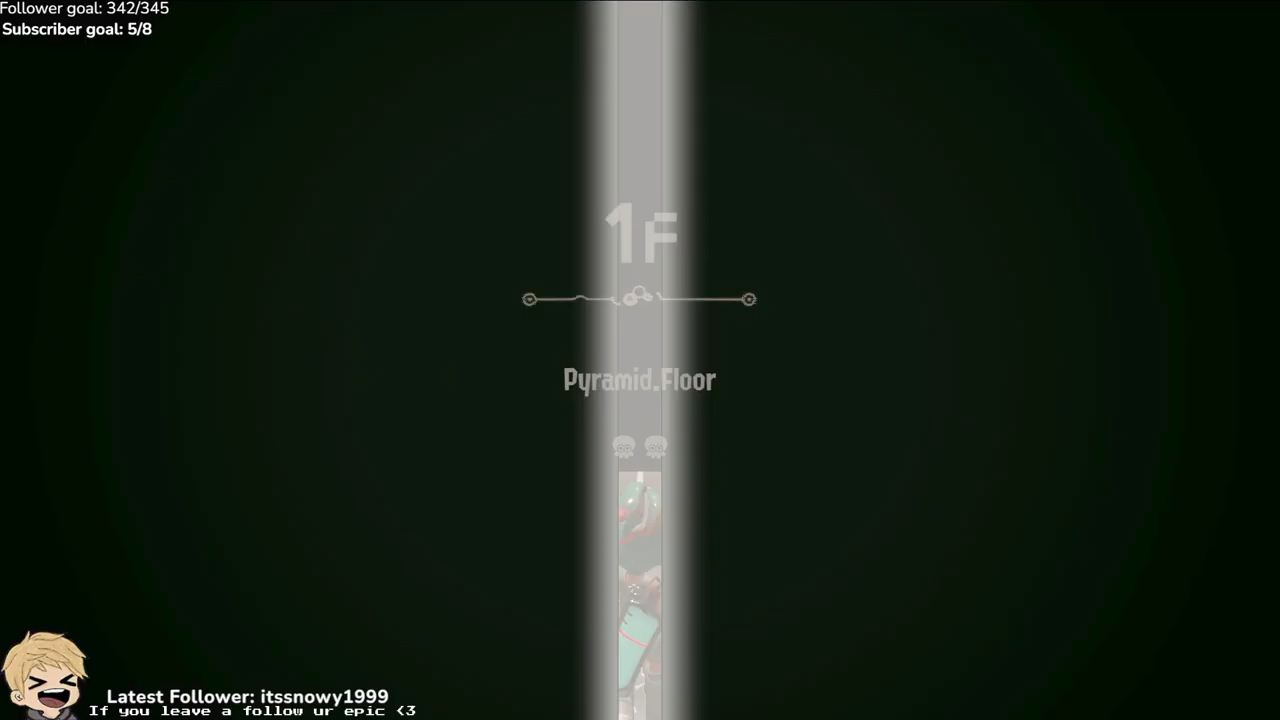 Follower goal: 342/345
Subscriber goal: 5/8
1F
Pyramid.Floor
Latest Follower: itssnowy1999
If you leave a follow ur epic <3